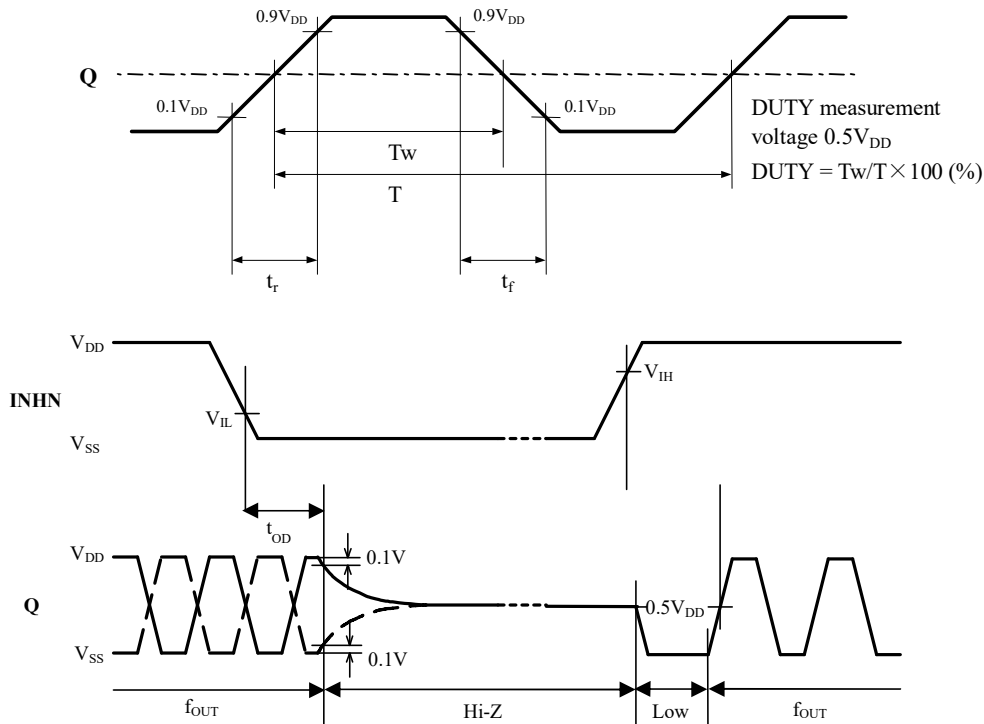 0.9VDD
0.9VDD
Q
0.1VDD
0.1VDD
DUTY measurement
voltage 0.5VDD
DUTY = Tw/T×100 (%)
Tw
T
tr
tf
VDD
INHN
VIL
VIH
VSS
tOD
VDD
0.1V
Q
0.5VDD
VSS
0.1V
fOUT
Hi-Z
Low
fOUT